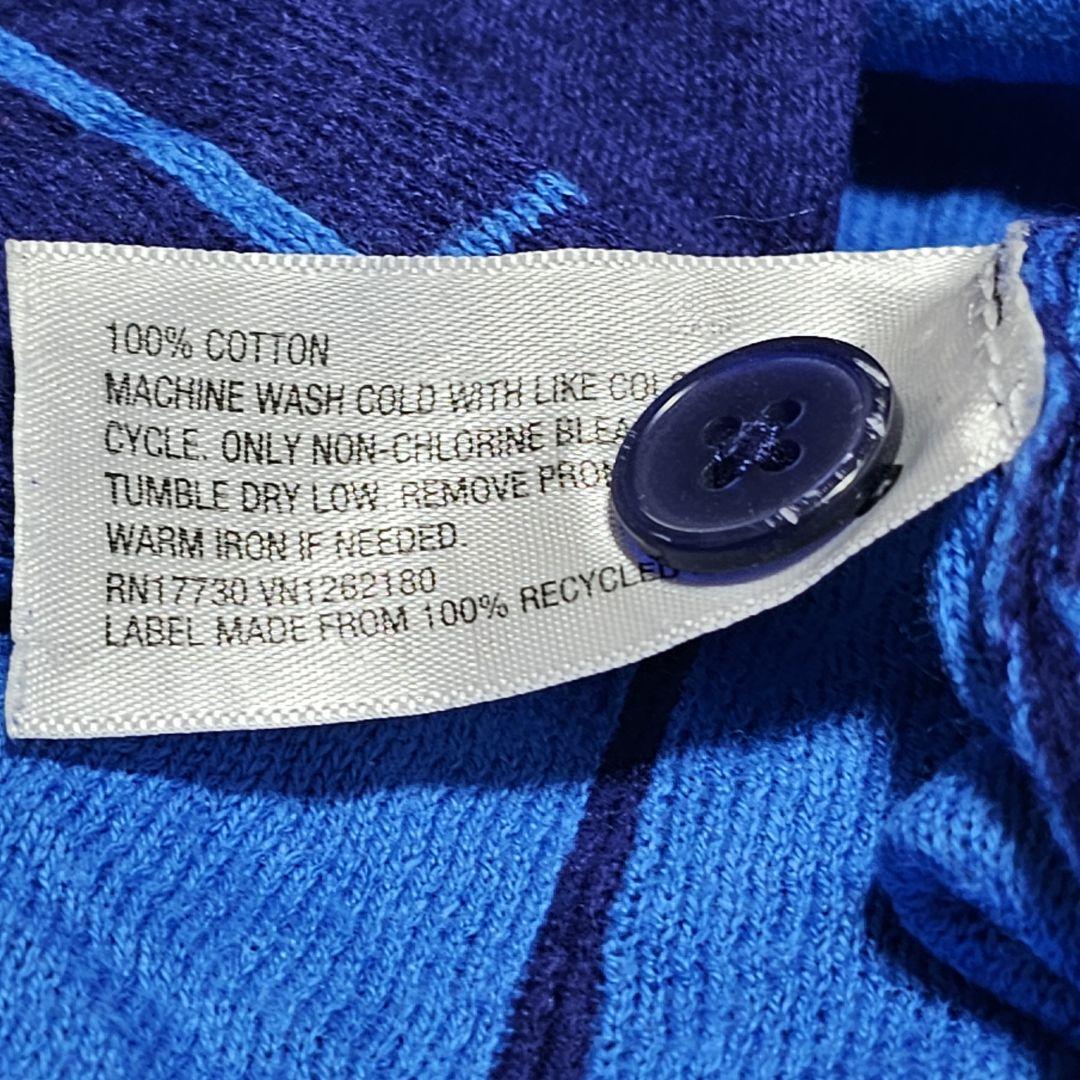 100% COTTON
MACHINE WASH COLD WITH LIKE
CYCLE. ONLY NON-CHLORINE
TUMBLE DRY LOW. REMOVE
WARM IRON IF NEEDED.
RN17730 VN1262180
LABEL MADE FROM 100% RECYCLED